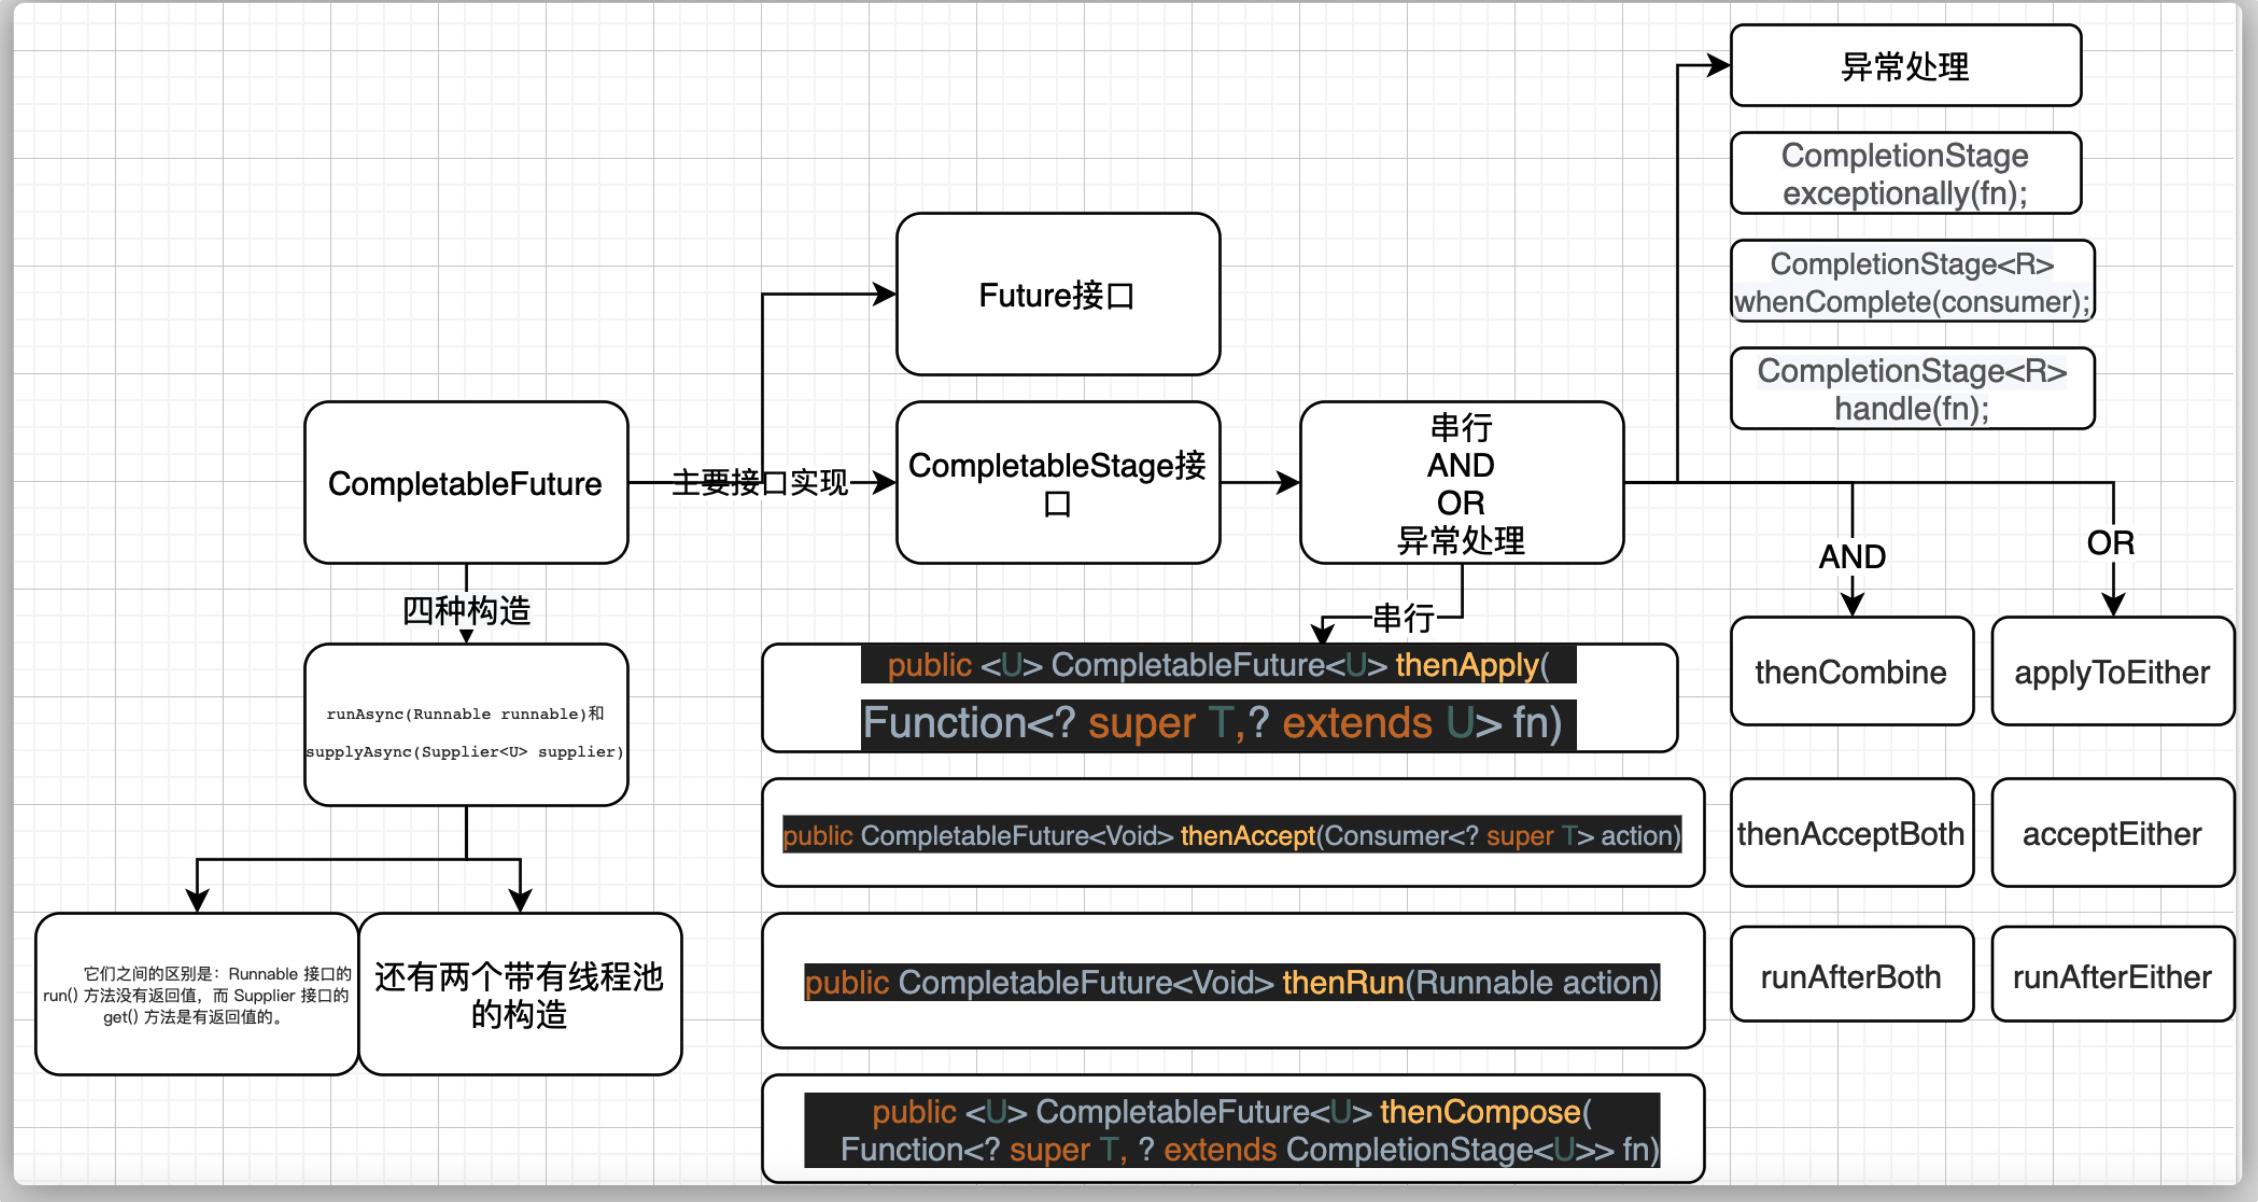 异常处理
CompletionStage
exceptionally(fn);
CompletionStage<R>
whenComplete(consumer);
CompletionStage<R>
handle(fn);
Future接口
CompletableFuture
主要接口实现
CompletableStage接
口
串行
AND
OR
异常处理
AND
OR
四种构造
串行
runAsync(Runnable runnable)和
supplyAsync(Supplier<U> supplier)
它们之间的区别是：Runnable 接口的
run() 方法没有返回值，而 Supplier 接口的
get() 方法是有返回值的。
还有两个带有线程池
的构造
public <U> CompletableFuture<U> thenApply(
Function<? super T,? extends U> fn)
public CompletableFuture<Void> thenAccept(Consumer<? super T> action)
public CompletableFuture<Void> thenRun(Runnable action)
public <U> CompletableFuture<U> thenCompose(
Function<? super T, ? extends CompletionStage<U>> fn)
thenCombine
applyToEither
thenAcceptBoth
acceptEither
runAfterBoth
runAfterEither